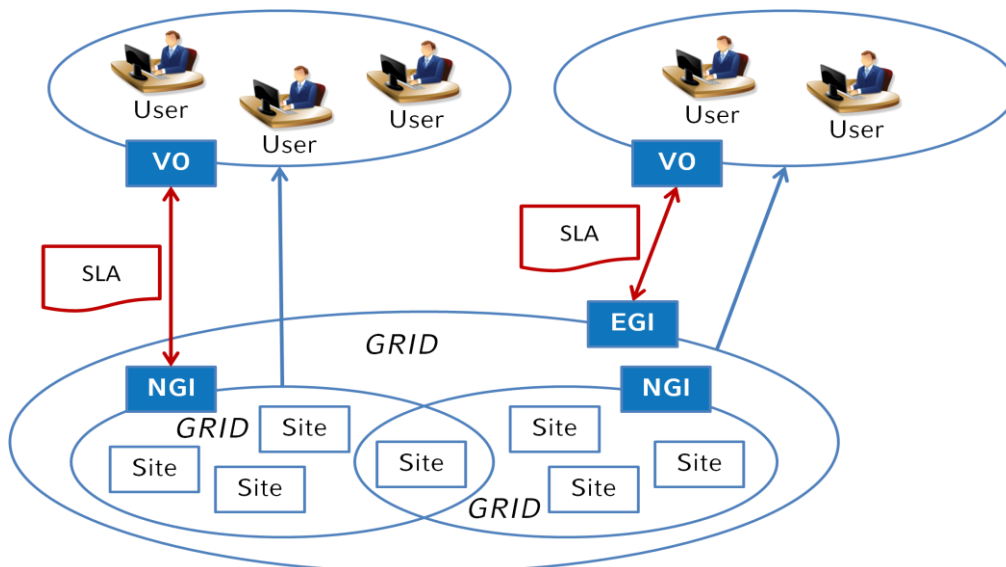 User
User
User
User
User
VO
VO
SLA
SLA
EGI
GRID
NGI
NGI
GRID
Site
Site
Site
Site
Site
Site
Site
GRID